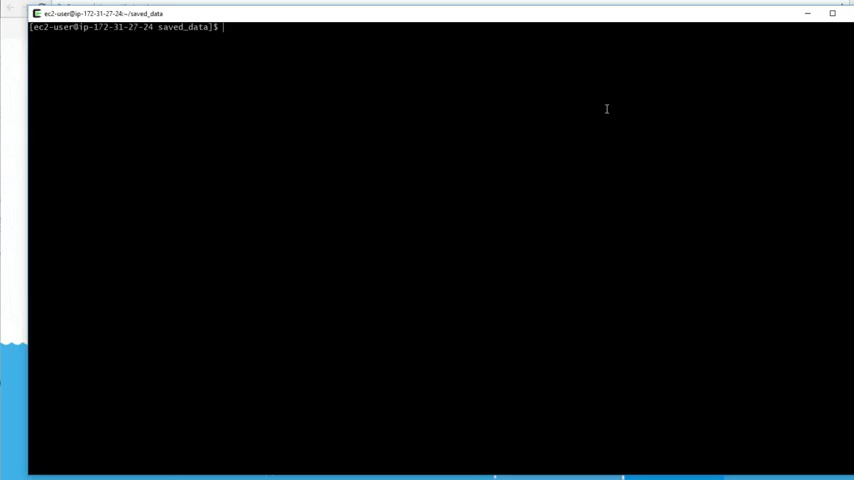 ec2-user@ip-172-31-27-24:~/saved_data
[ec2-user@ip-172-31-27-24 saved_data]$